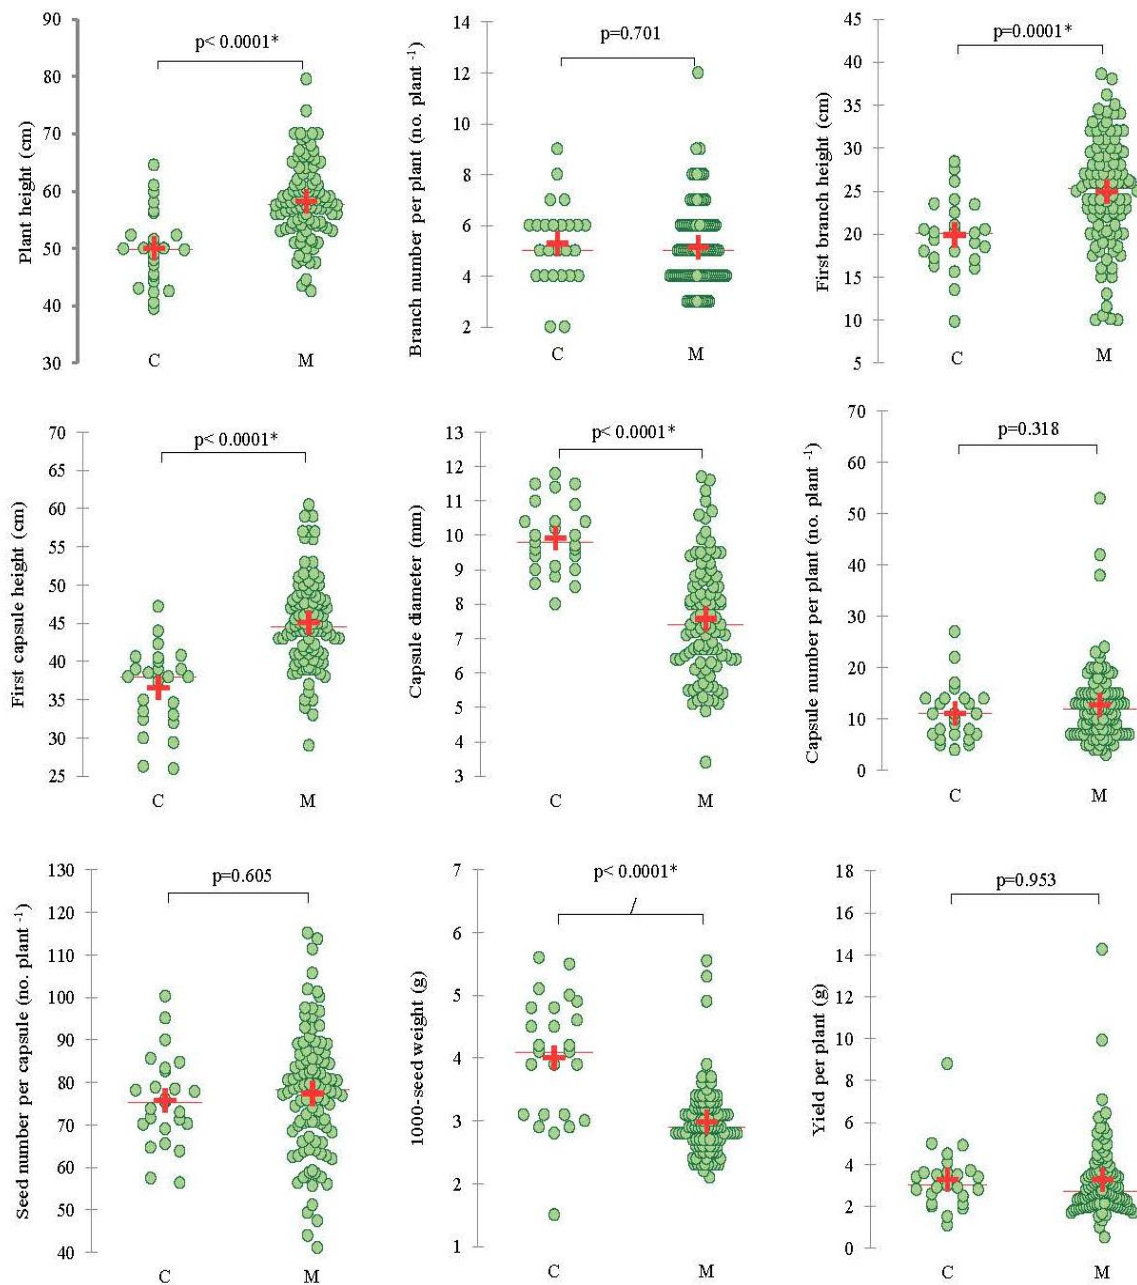 p< 0.0001*
Plant height (cm)
90
80
70
60
50
40
30
C
M
p=0.701
Branch number per plant (no. plant ⁻¹)
14
12
10
8
6
4
2
C
M
p=0.0001*
First branch height (cm)
45
40
35
30
25
20
15
10
5
C
M
p< 0.0001*
First capsule height (cm)
70
65
60
55
50
45
40
35
30
25
C
M
p< 0.0001*
Capsule diameter (mm)
13
12
11
10
9
8
7
6
5
4
3
C
M
p=0.318
Capsule number per plant (no. plant ⁻¹)
70
60
50
40
30
20
10
0
C
M
p=0.605
Seed number per capsule (no. plant ⁻¹)
130
120
110
100
90
80
70
60
50
40
C
M
p< 0.0001*
1000-seed weight (g)
7
6
5
4
3
2
1
C
M
p=0.953
Yield per plant (g)
18
16
14
12
10
8
6
4
2
0
C
M